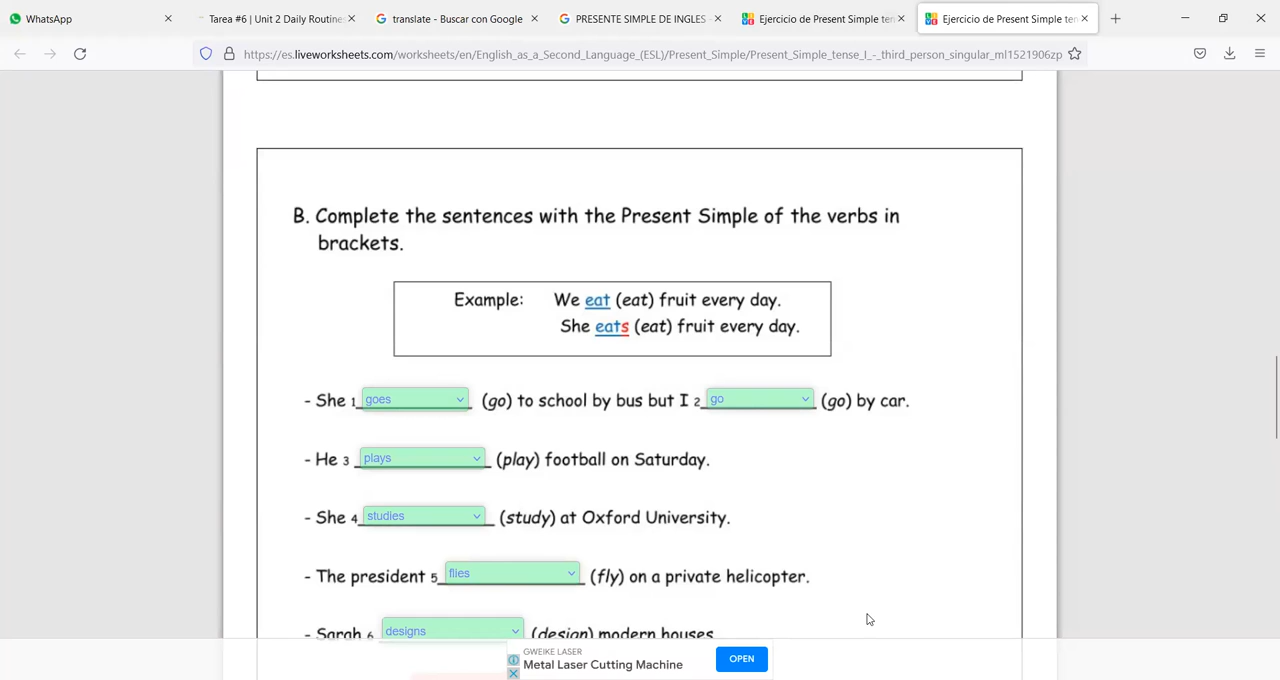 WhatsApp
Tarea #6 | Unit 2 Daily Routines
translate - Buscar con Google
PRESENTE SIMPLE DE INGLES -
Ejercicio de Present Simple ten
Ejercicio de Present Simple ten
https://es.liveworksheets.com/worksheets/en/English_as_a_Second_Language_(ESL)/Present_Simple/Present_Simple_tense_I_-_third_person_singular_ml1521906zp
B. Complete the sentences with the Present Simple of the verbs in
brackets.
Example: We eat (eat) fruit every day.
She eats (eat) fruit every day.
- She 1 goes (go) to school by bus but I 2 go (go) by car.
- He 3 plays (play) football on Saturday.
- She 4 studies (study) at Oxford University.
- The president 5 flies (fly) on a private helicopter.
- Sarah 6 designs (design) modern houses
GWEIKE LASER
Metal Laser Cutting Machine
OPEN